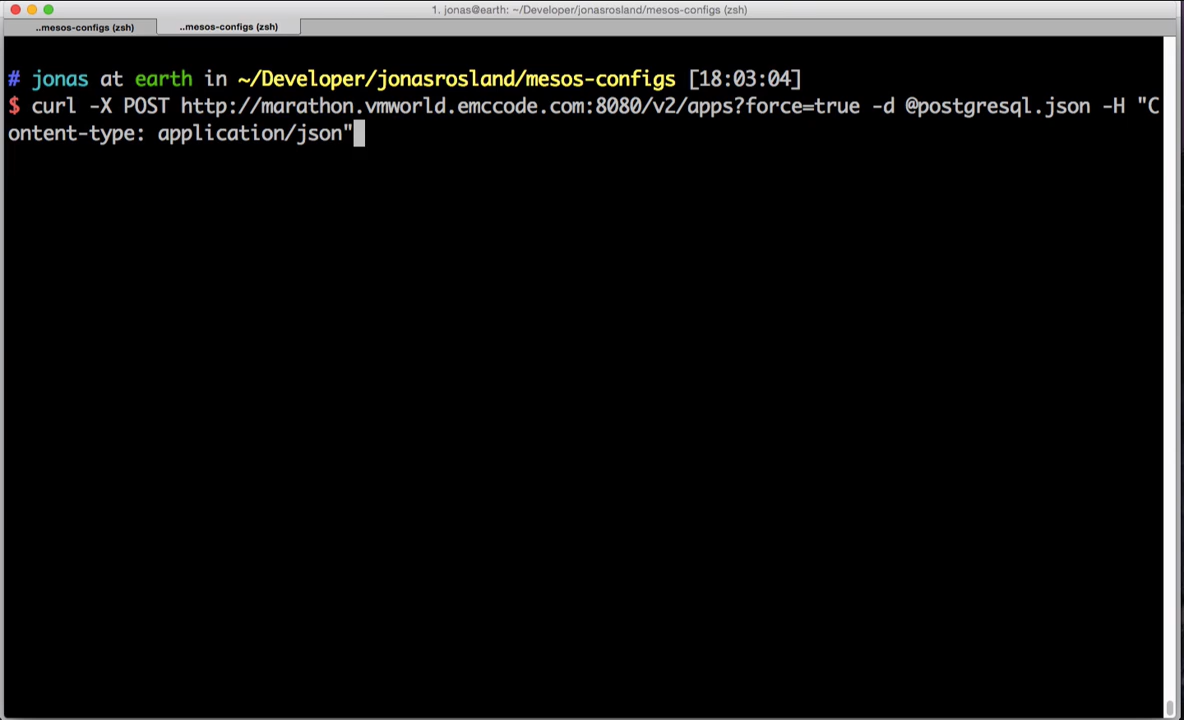 1. jonas@earth: ~/Developer/jonasrosland/mesos-configs (zsh)
..mesos-configs (zsh) ..mesos-configs (zsh)
# jonas at earth in ~/Developer/jonasrosland/mesos-configs [18:03:04]
$ curl -X POST http://marathon.vmworld.emccode.com:8080/v2/apps?force=true -d @postgresql.json -H "C
ontent-type: application/json"